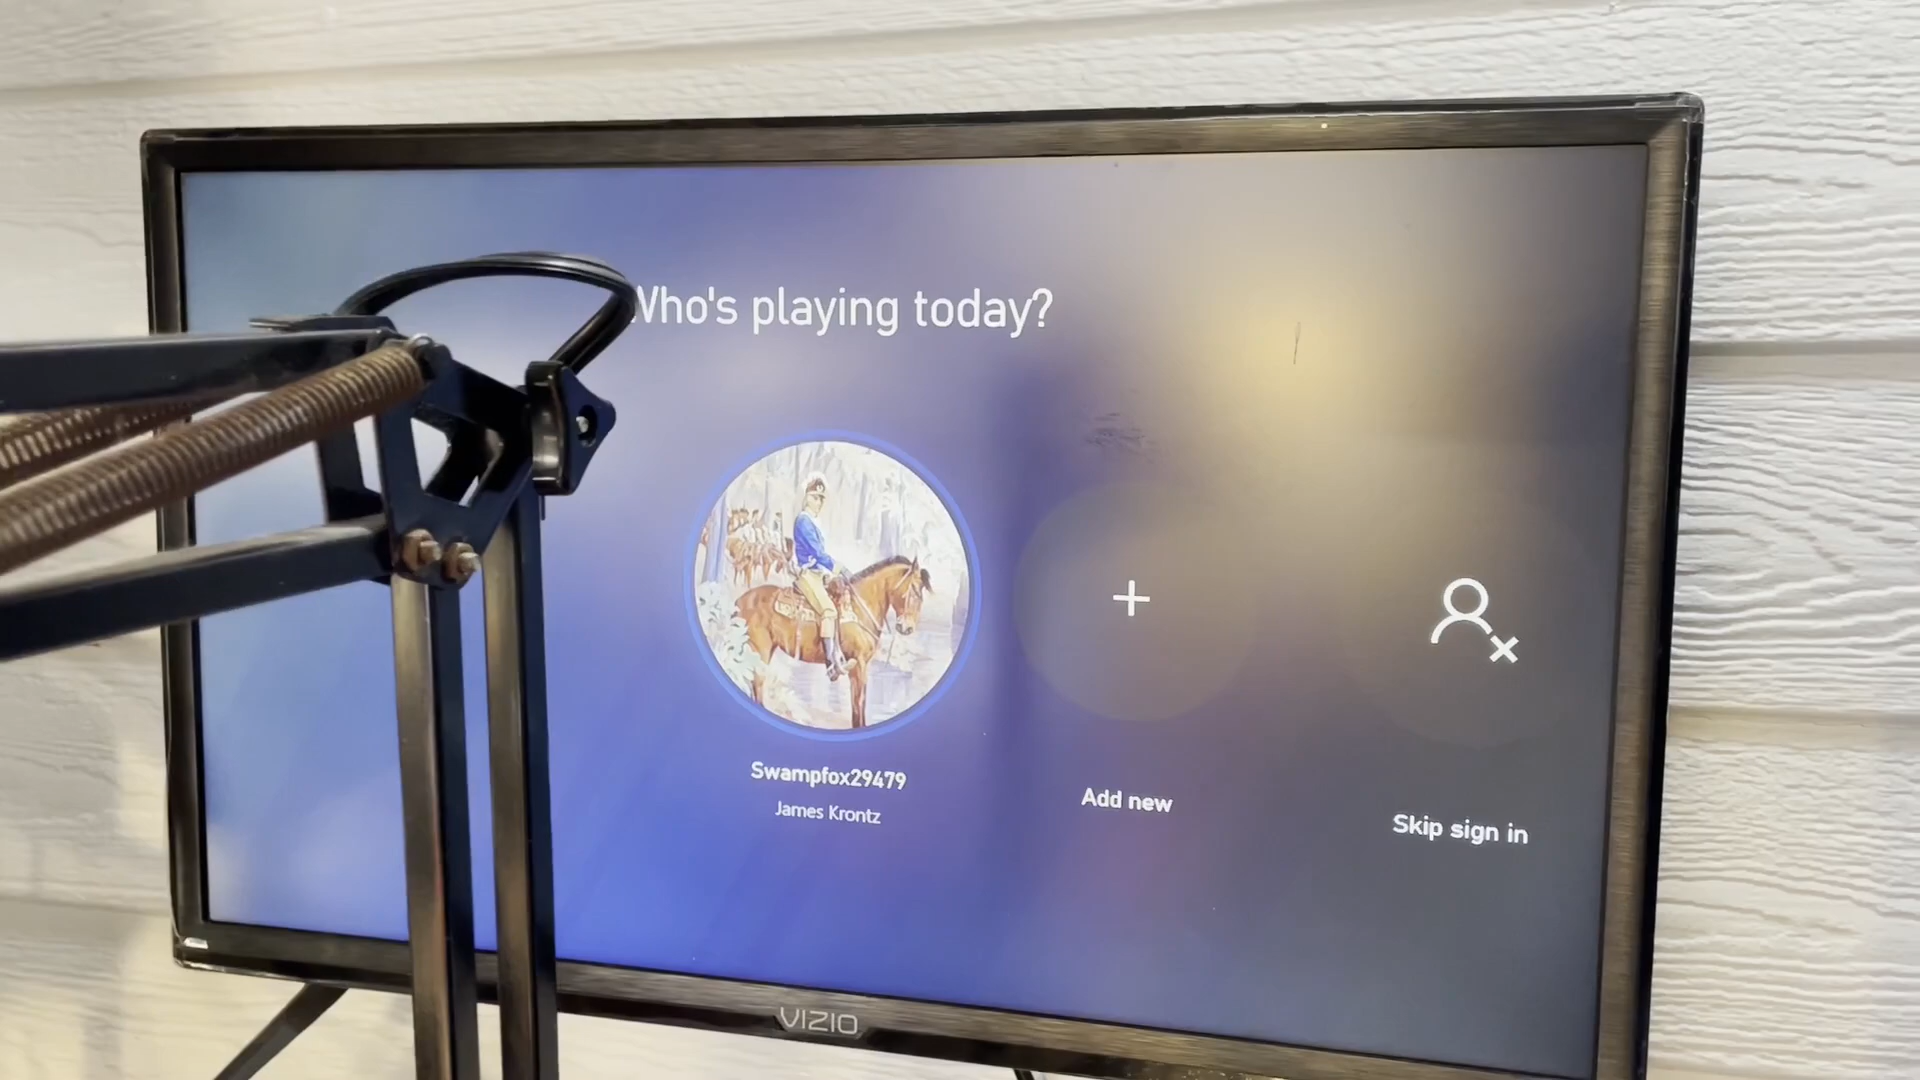 Who's playing today?
Swampfox29479
James Krontz
Add new
Skip sign in
VIZIO